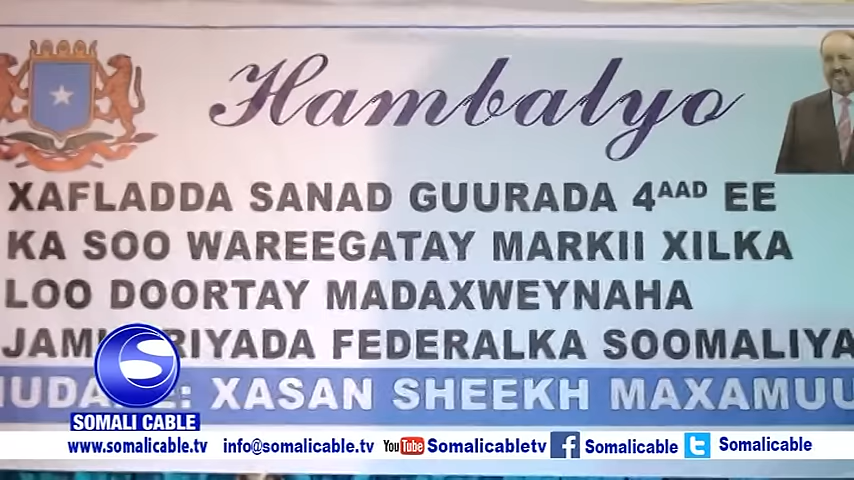 Hambalyo
XAFLADDA SANAD GUURADA 4AAD EE
KA SOO WAREEGATAY MARKII XILKA
LOO DOORTAY MADAXWEYNAHA
FEDERALKA SOOMALIYA
XASAN SHEEKH
S
SOMALI CABLE
www.somalicable.tv info@somalicable.tv YouTube Somalicabletv f Somalicable t Somalicable